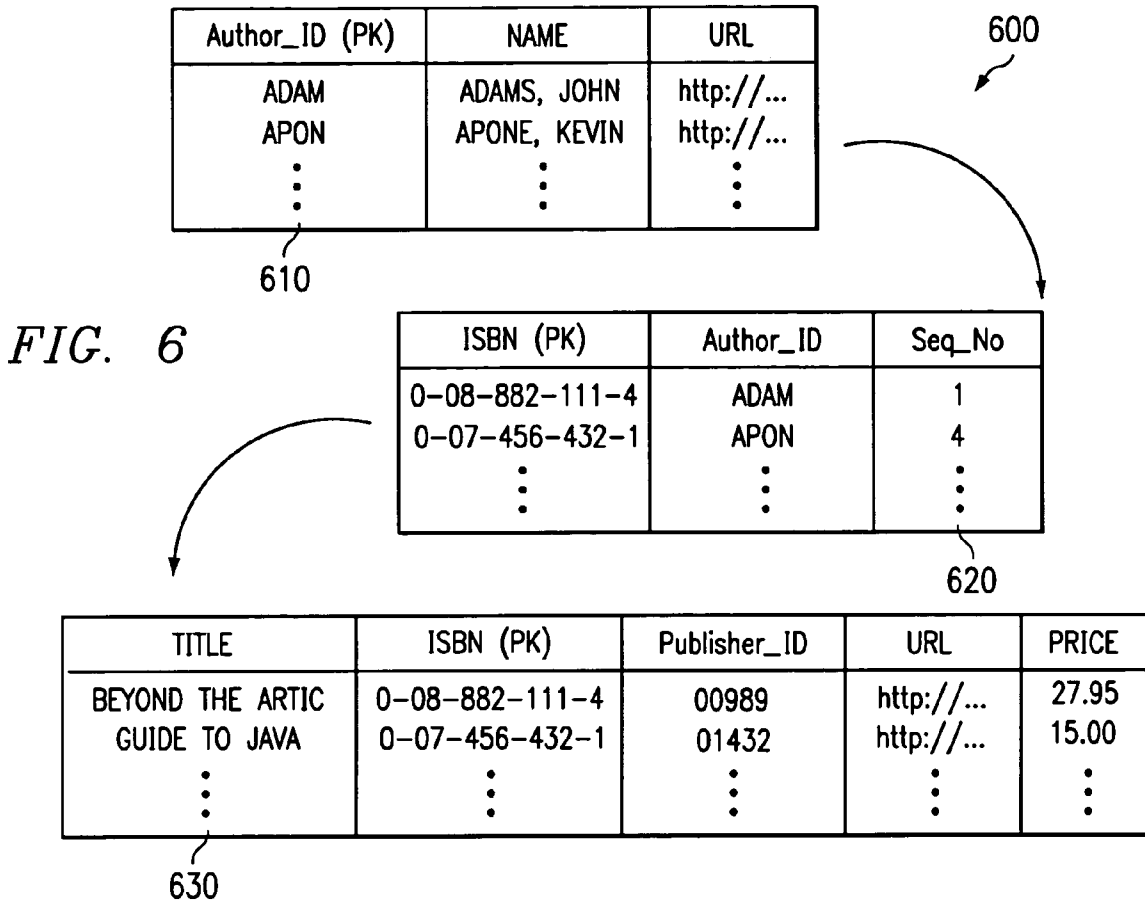 Author_ID (PK) NAME URL
600
ADAM ADAMS, JOHN http://...
APON APONE, KEVIN http://...
610
FIG. 6
ISBN (PK) Author_ID Seq_No
0-08-882-111-4 ADAM 1
0-07-456-432-1 APON 4
620
TITLE ISBN (PK) Publisher_ID URL PRICE
BEYOND THE ARTIC 0-08-882-111-4 00989 http://... 27.95
GUIDE TO JAVA 0-07-456-432-1 01432 http://... 15.00
630